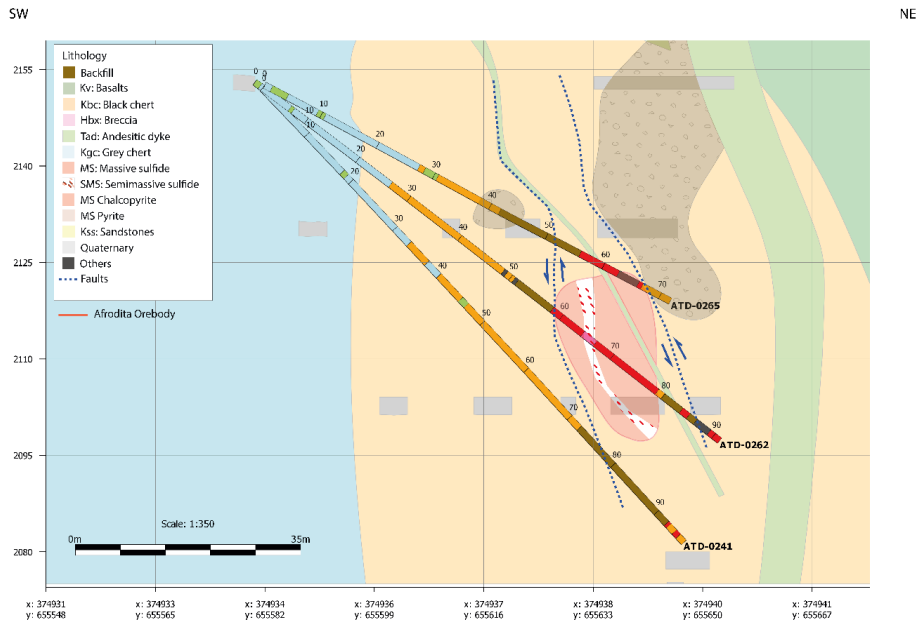 SW
NE
2155
2140
2125
2110
2095
2080
Lithology
Backfill
Kv: Basalts
Kbc: Black chert
Hbx: Breccia
Tad: Andesitic dyke
Kgc: Grey chert
MS: Massive sulfide
SMS: Semimassive sulfide
MS Chalcopyrite
MS Pyrite
Kss: Sandstones
Quaternary
Others
Faults
Afrodita Orebody
0
0
0
10
20
30
40
50
60
70
ATD-0265
10
20
30
40
50
60
70
80
90
ATD-0262
10
20
30
40
50
60
70
80
90
ATD-0241
Scale: 1:350
0m
35m
x: 374931
y: 655548
x: 374933
y: 655565
x: 374934
y: 655582
x: 374936
y: 655599
x: 374937
y: 655616
x: 374938
y: 655633
x: 374940
y: 655650
x: 374941
y: 655667